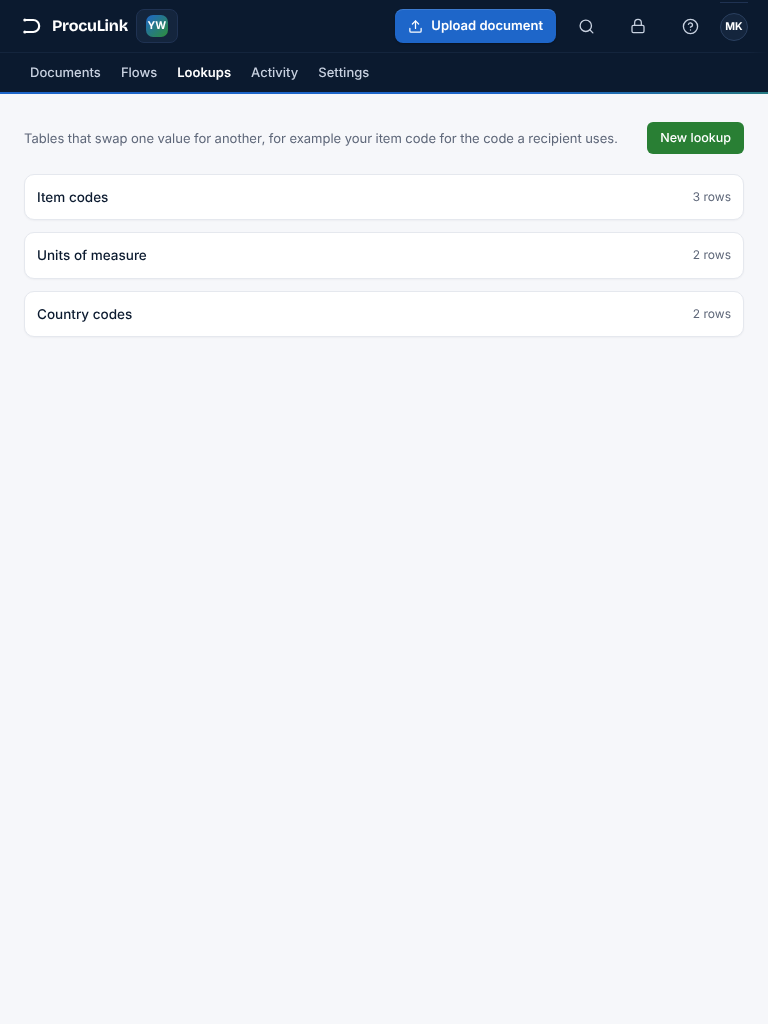 ProcuLink
YW
Upload document
MK
Documents
Flows
Lookups
Activity
Settings
Tables that swap one value for another, for example your item code for the code a recipient uses.
New lookup
Item codes
3 rows
Units of measure
2 rows
Country codes
2 rows